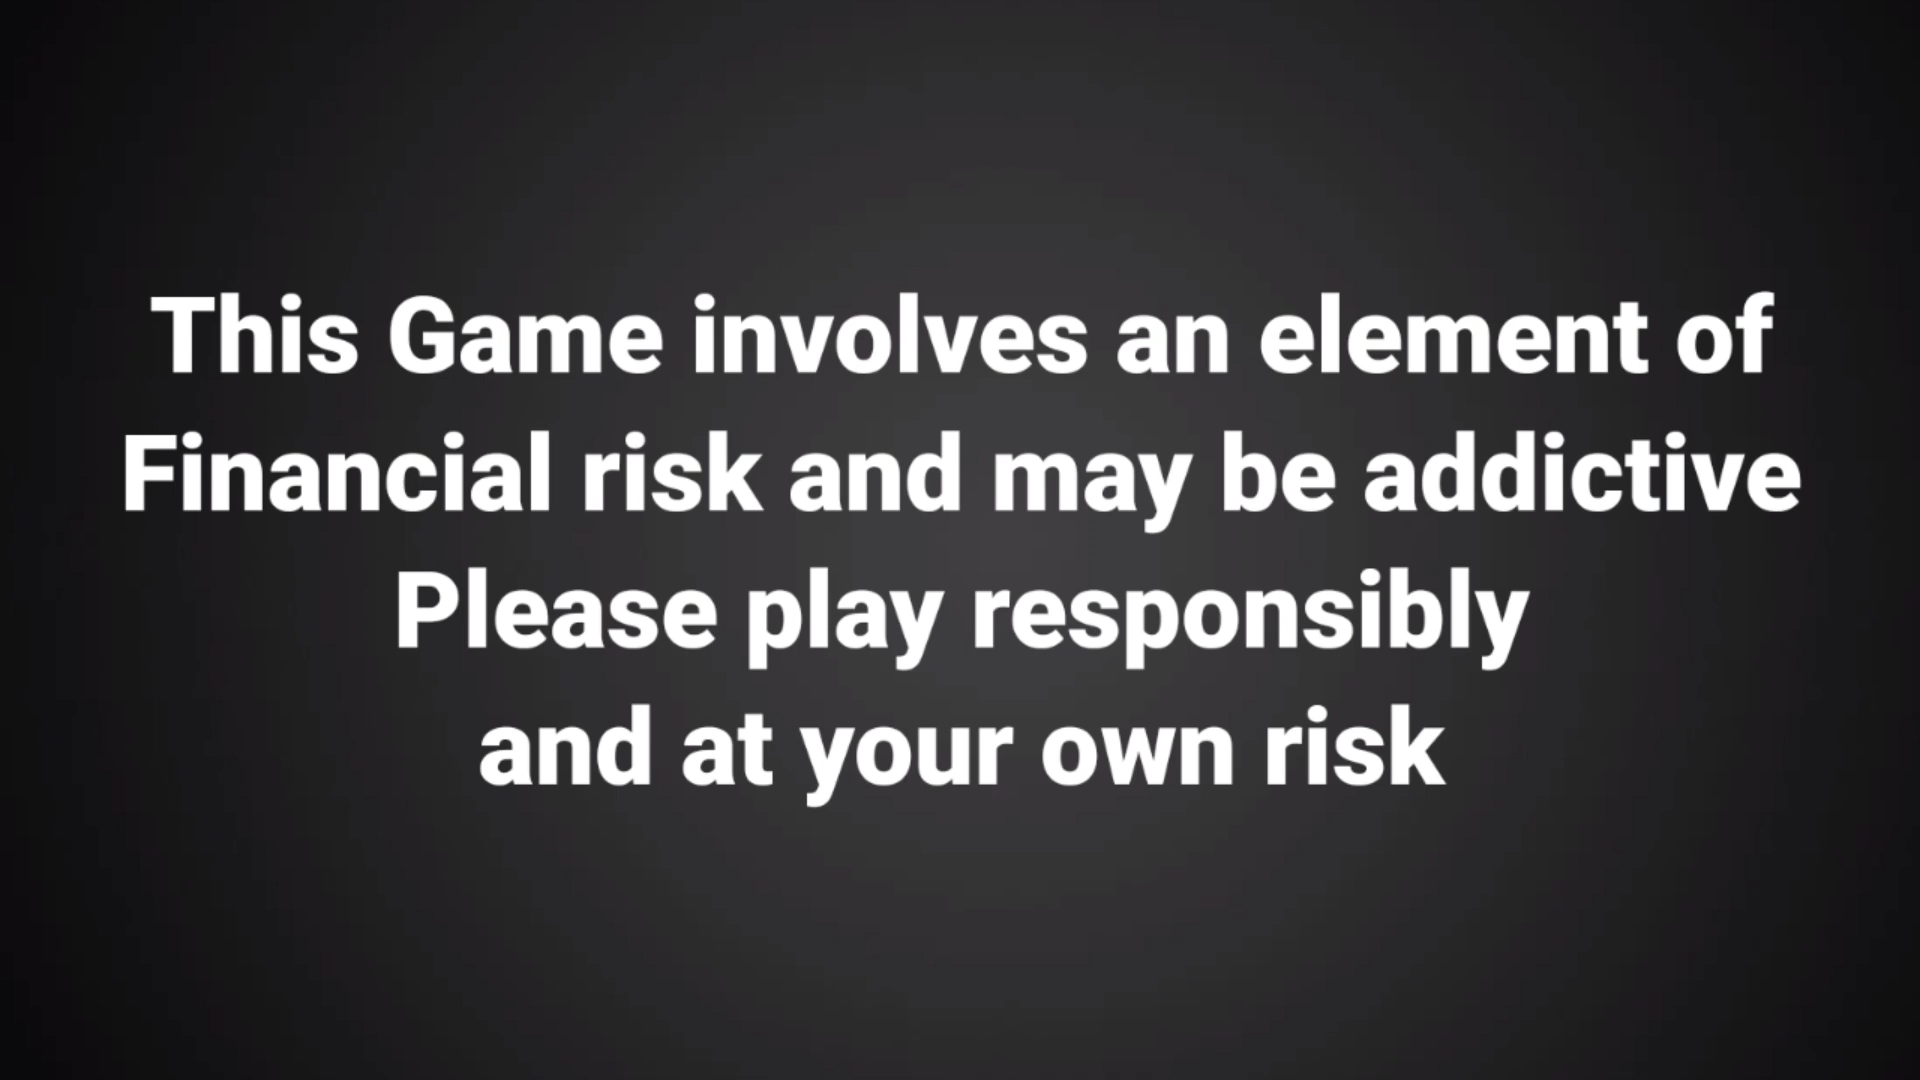 This Game involves an element of
Financial risk and may be addictive
Please play responsibly
and at your own risk